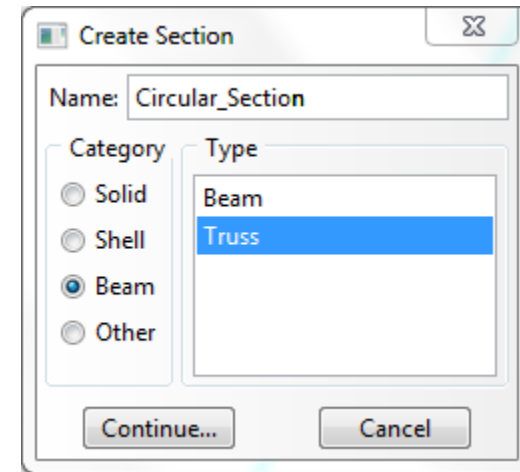 Create Section
Name: Circular_Section
Category
Type
Solid
Shell
Beam
Other
Beam
Truss
Continue...
Cancel